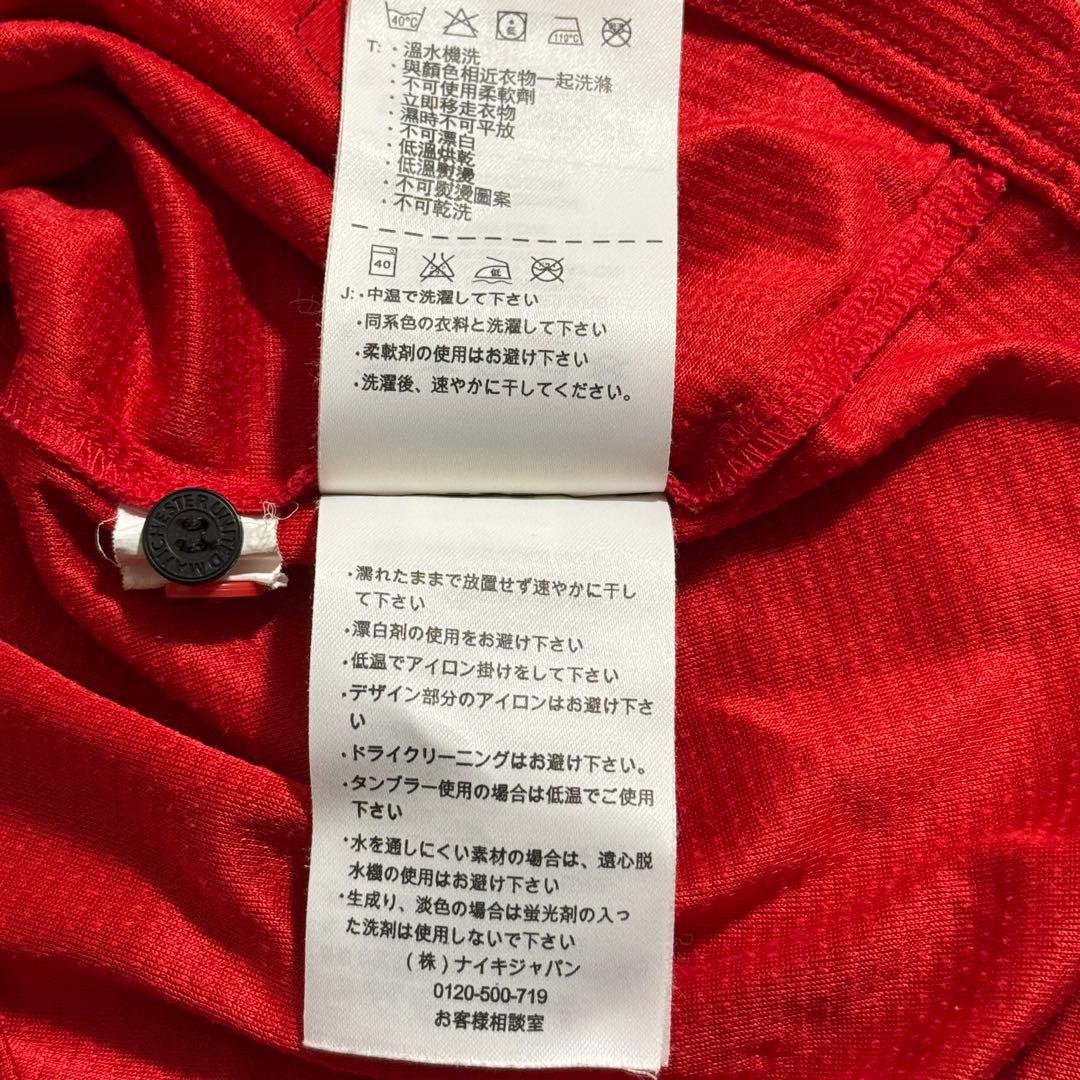 40℃ 低 110℃
T: ・溫水機洗
・與顏色相近衣物一起洗滌
・不可使用柔軟劑
・立即移走衣物
・濕時不可平放
・不可漂白
・低溫烘乾
・低溫熨燙
・不可熨燙圖案
・不可乾洗
40 低
J: ・中温で洗濯して下さい
・同系色の衣料と洗濯して下さい
・柔軟剤の使用はお避け下さい
・洗濯後、速やかに干してください。
MANCHESTER UNITED
・濡れたままで放置せず速やかに干し
て下さい
・漂白剤の使用をお避け下さい
・低温でアイロン掛けをして下さい
・デザイン部分のアイロンはお避け下さ
い
・ドライクリーニングはお避け下さい。
・タンブラー使用の場合は低温でご使用
下さい
・水を通しにくい素材の場合は、遠心脱
水機の使用はお避け下さい
・生成り、淡色の場合は蛍光剤の入っ
た洗剤は使用しないで下さい
(株)ナイキジャパン
0120-500-719
お客様相談室